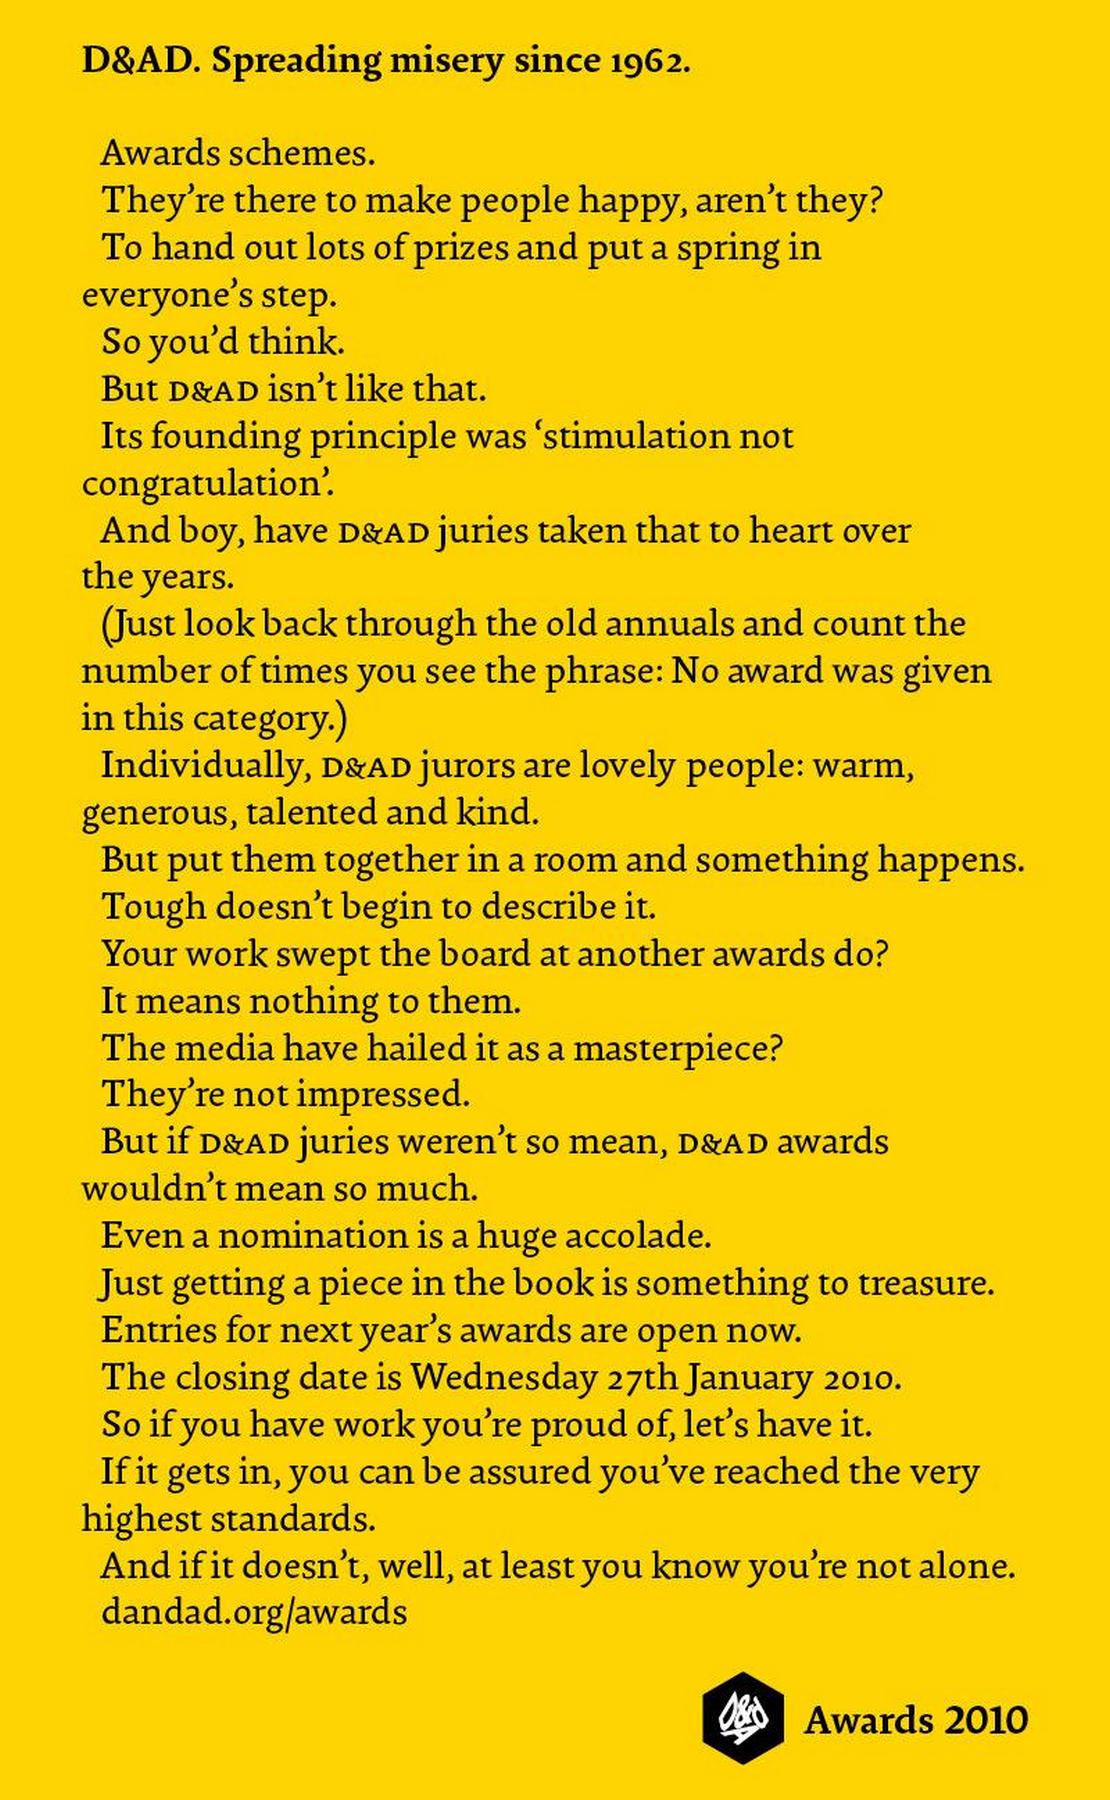 D&AD. Spreading misery since 1962.
Awards schemes.
They’re there to make people happy, aren’t they?
To hand out lots of prizes and put a spring in
everyone’s step.
So you’d think.
But D&AD isn’t like that.
Its founding principle was ‘stimulation not
congratulation’.
And boy, have D&AD juries taken that to heart over
the years.
(Just look back through the old annuals and count the
number of times you see the phrase: No award was given
in this category.)
Individually, D&AD jurors are lovely people: warm,
generous, talented and kind.
But put them together in a room and something happens.
Tough doesn’t begin to describe it.
Your work swept the board at another awards do?
It means nothing to them.
The media have hailed it as a masterpiece?
They’re not impressed.
But if D&AD juries weren’t so mean, D&AD awards
wouldn’t mean so much.
Even a nomination is a huge accolade.
Just getting a piece in the book is something to treasure.
Entries for next year’s awards are open now.
The closing date is Wednesday 27th January 2010.
So if you have work you’re proud of, let’s have it.
If it gets in, you can be assured you’ve reached the very
highest standards.
And if it doesn’t, well, at least you know you’re not alone.
dandad.org/awards
D&AD Awards 2010